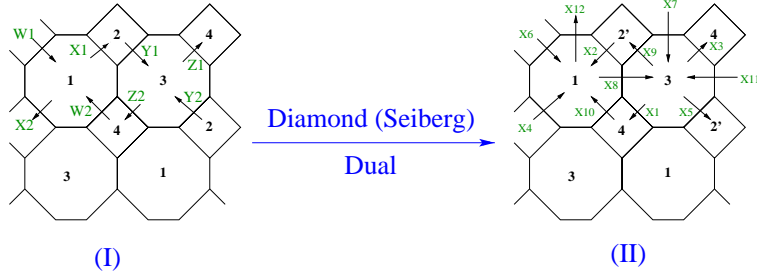 W1
X1
2
Y1
4
Z1
1
3
X2
W2
Z2
Y2
4
2
3
1
(I)
Diamond (Seiberg)
Dual
X12
X7
X6
2'
4
X2
X9
X3
1
X8
3
X11
X4
X10
X1
X5
4
2'
3
1
(II)